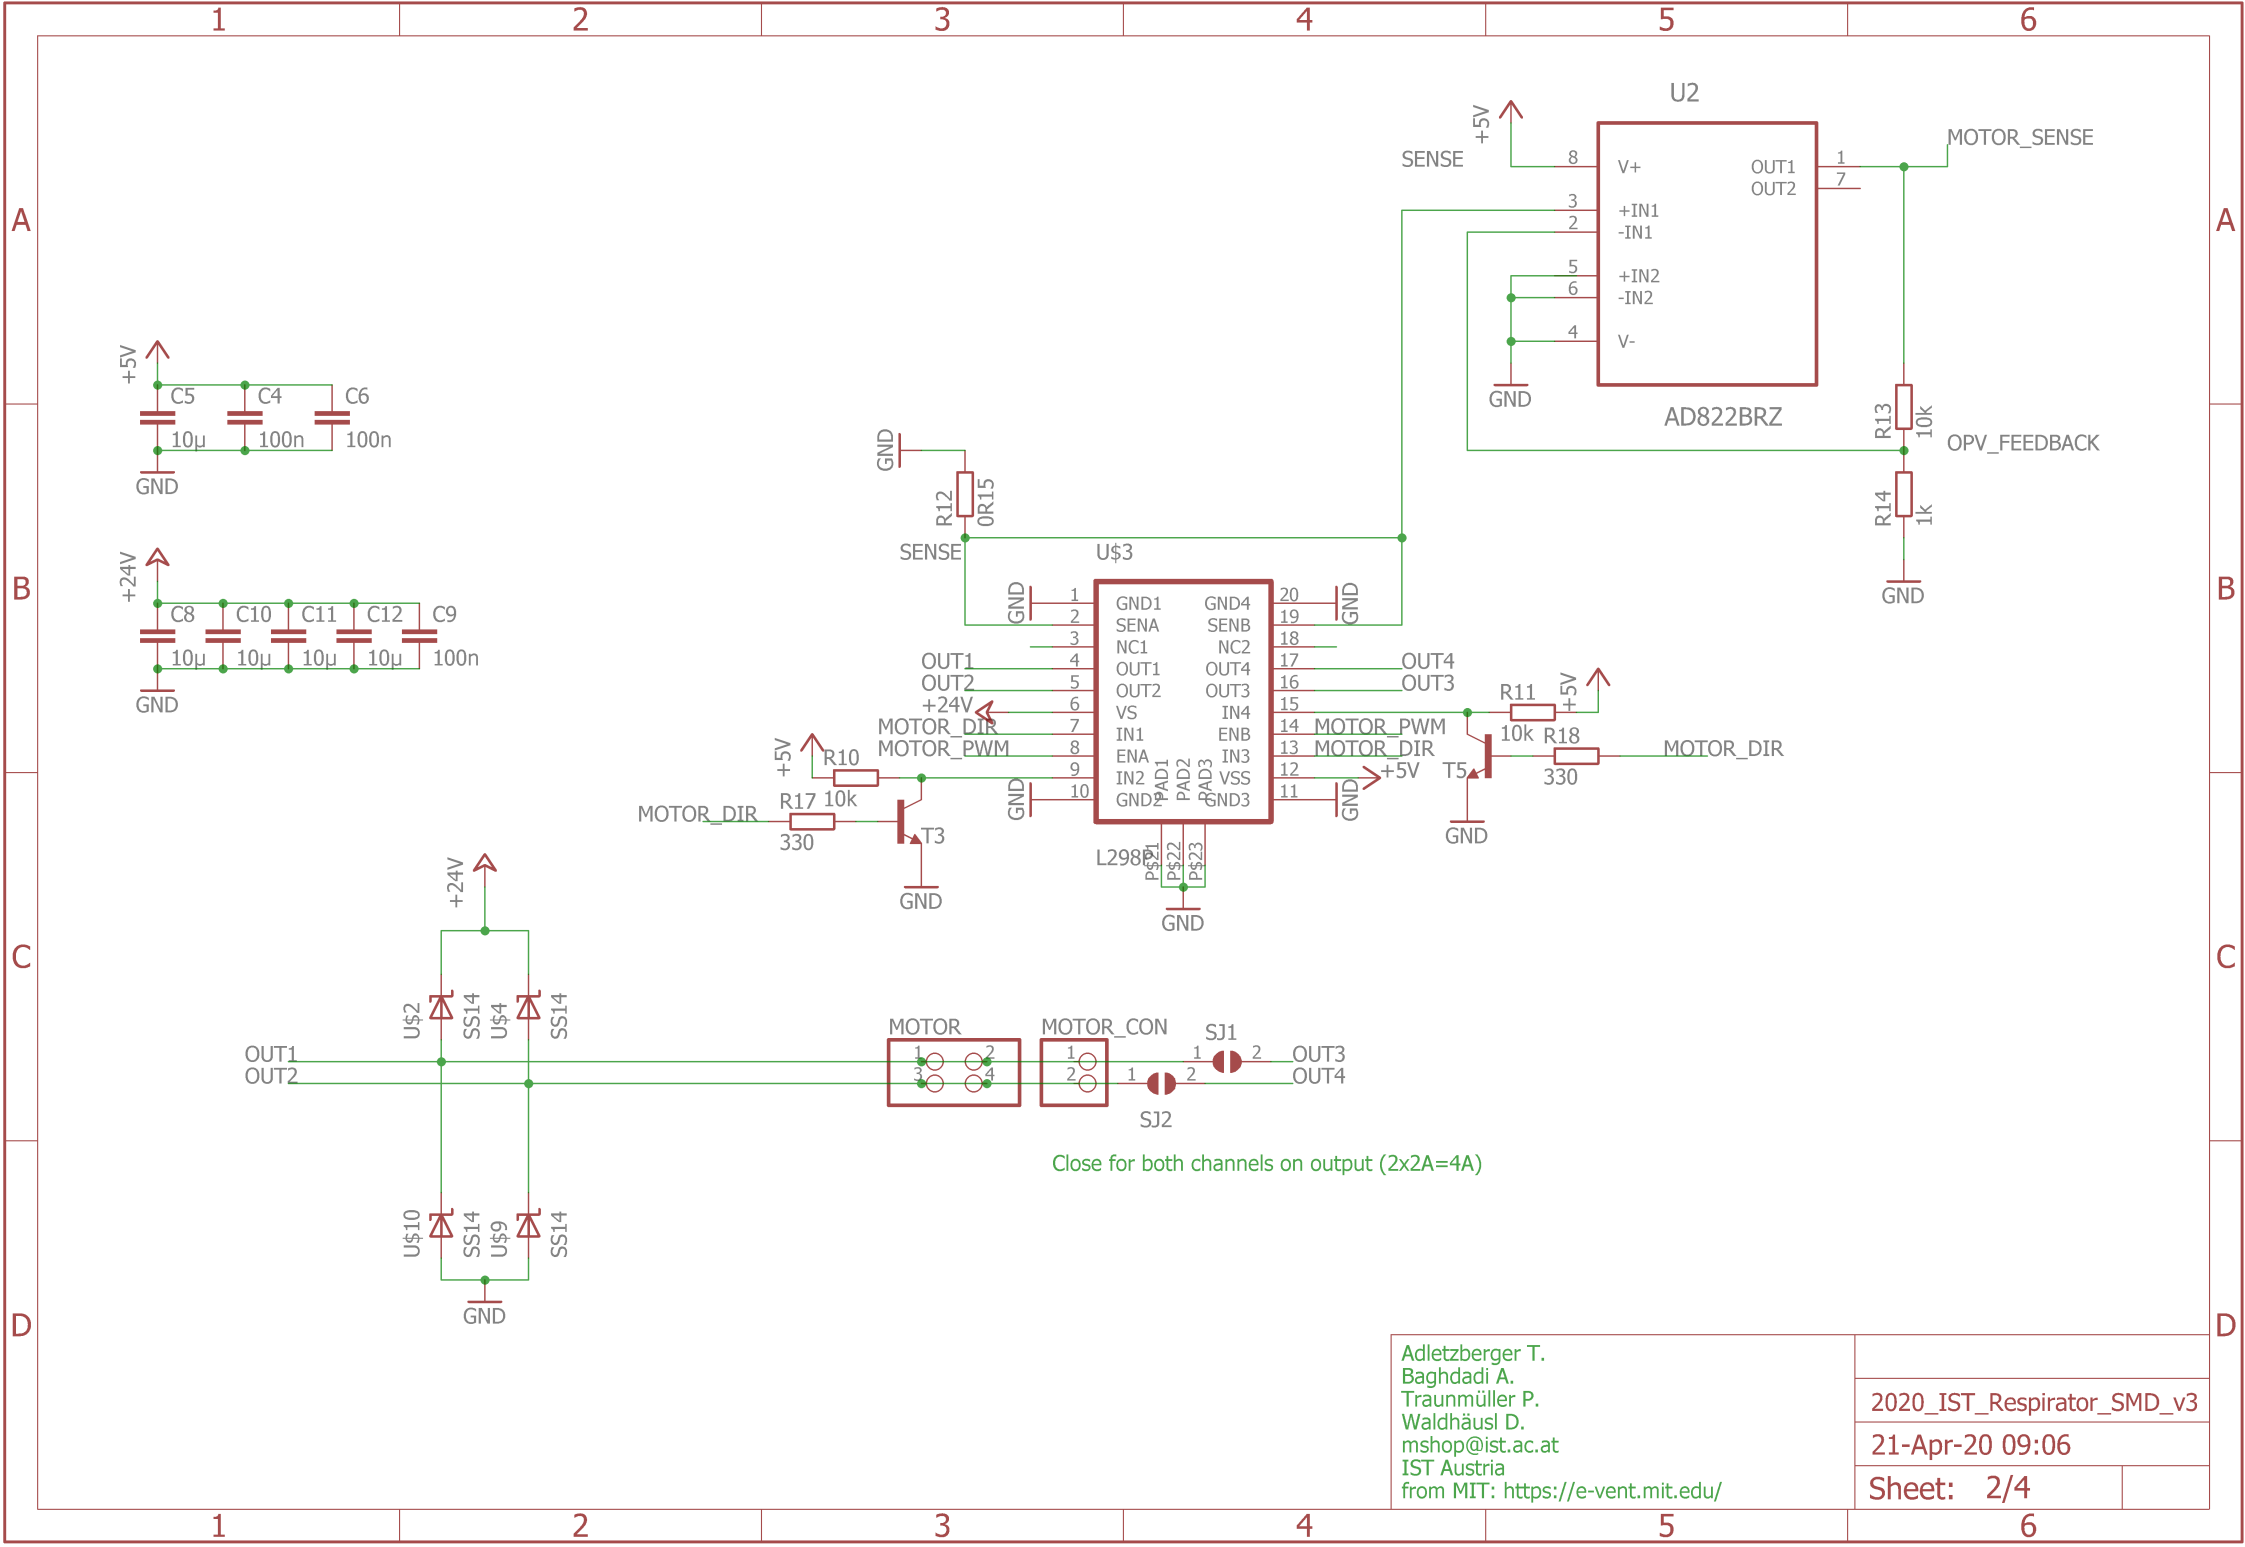 1 2 3 4 5 6
A A
B B
C C
D D
U2
+5V
SENSE
MOTOR_SENSE
8 V+ OUT1 1
OUT2 7
3 +IN1
2 -IN1
5 +IN2
6 -IN2
4 V-
GND
AD822BRZ
R13
10k
OPV_FEEDBACK
R14
1k
GND
+5V
C5 C4 C6
10µ 100n 100n
GND
+24V
C8 C10 C11 C12 C9
10µ 10µ 10µ 10µ 100n
GND
GND
R12
0R15
SENSE
U$3
GND 1 GND1 GND4 20 GND
2 SENA SENB 19
3 NC1 NC2 18
OUT1 4 OUT1 OUT4 17 OUT4
OUT2 5 OUT2 OUT3 16 OUT3
+24V 6 VS IN4 15
MOTOR_DIR 7 IN1 ENB 14 MOTOR_PWM
MOTOR_PWM 8 ENA IN3 13 MOTOR_DIR
9 IN2 VSS 12 +5V
GND 10 GND2 GND3 11 GND
PAD1 PAD2 PAD3
L298P
P$21 P$22 P$23
GND
+5V
R10
10k
MOTOR_DIR
R17
330
T3
GND
R11
10k
+5V
R18
330
MOTOR_DIR
T5
GND
+24V
U$2 SS14 U$4 SS14
OUT1
OUT2
U$10 SS14 U$9 SS14
GND
MOTOR
1 2
3 4
MOTOR_CON
1
2
SJ1
1 2 OUT3
1 2 OUT4
SJ2
Close for both channels on output (2x2A=4A)
Adletzberger T.
Baghdadi A.
Traunmüller P.
Waldhäusl D.
mshop@ist.ac.at
IST Austria
from MIT: https://e-vent.mit.edu/
2020_IST_Respirator_SMD_v3
21-Apr-20 09:06
Sheet: 2/4
1 2 3 4 5 6